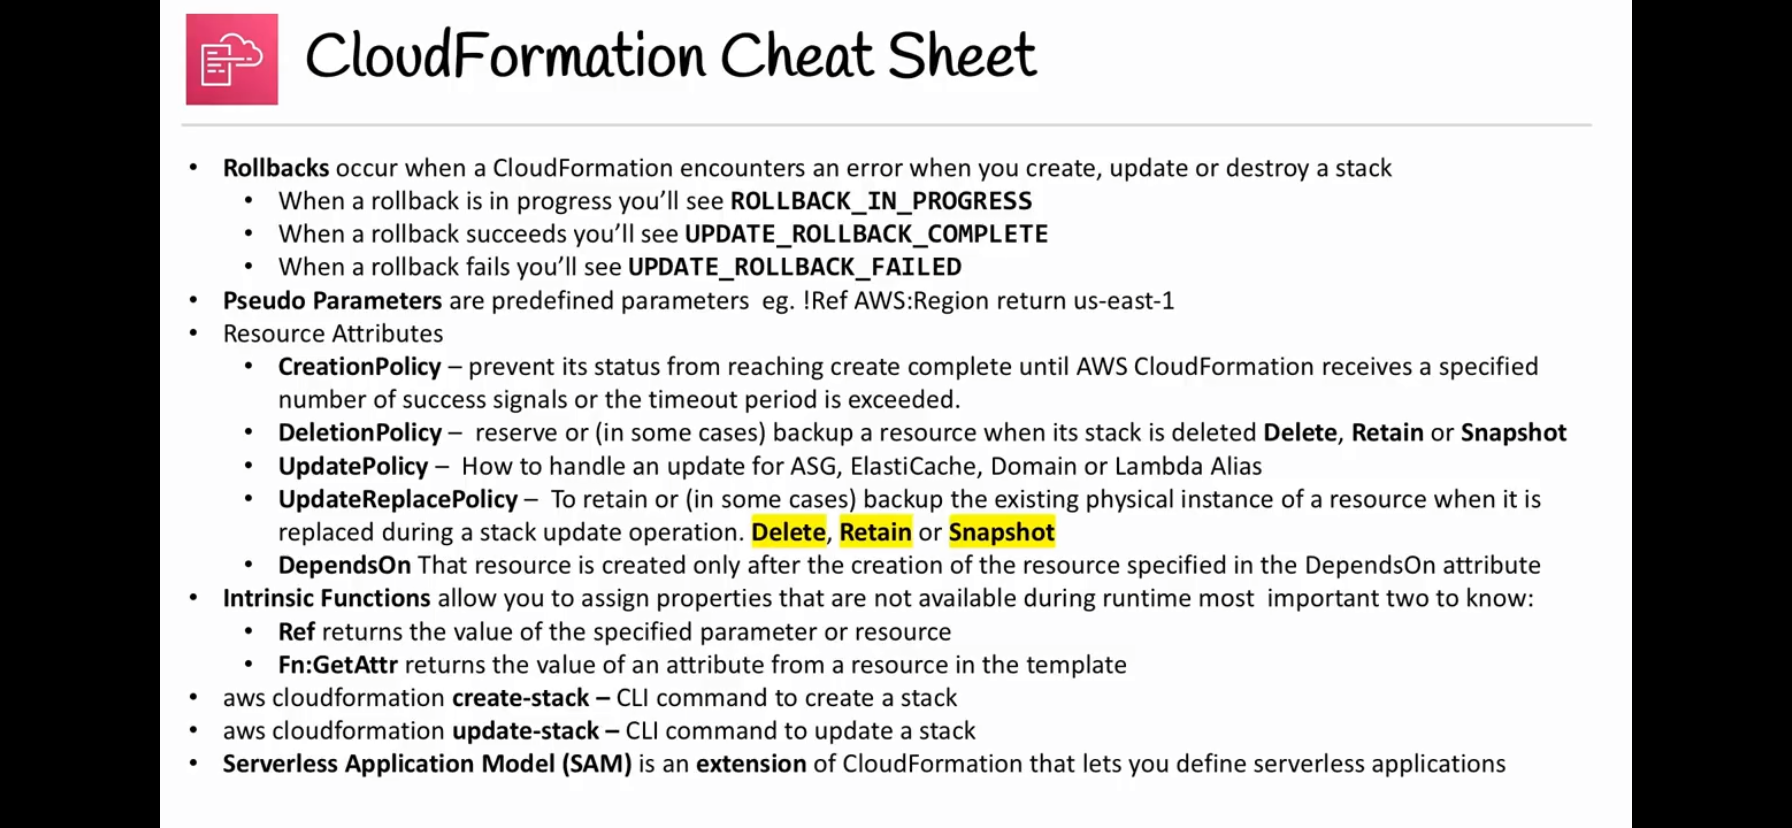 CloudFormation Cheat Sheet
• Rollbacks occur when a CloudFormation encounters an error when you create, update or destroy a stack
• When a rollback is in progress you'll see ROLLBACK_IN_PROGRESS
• When a rollback succeeds you'll see UPDATE_ROLLBACK_COMPLETE
• When a rollback fails you'll see UPDATE_ROLLBACK_FAILED
• Pseudo Parameters are predefined parameters eg. !Ref AWS:Region return us-east-1
• Resource Attributes
• CreationPolicy – prevent its status from reaching create complete until AWS CloudFormation receives a specified
number of success signals or the timeout period is exceeded.
• DeletionPolicy – reserve or (in some cases) backup a resource when its stack is deleted Delete, Retain or Snapshot
• UpdatePolicy – How to handle an update for ASG, ElastiCache, Domain or Lambda Alias
• UpdateReplacePolicy – To retain or (in some cases) backup the existing physical instance of a resource when it is
replaced during a stack update operation. Delete, Retain or Snapshot
• DependsOn That resource is created only after the creation of the resource specified in the DependsOn attribute
• Intrinsic Functions allow you to assign properties that are not available during runtime most important two to know:
• Ref returns the value of the specified parameter or resource
• Fn:GetAttr returns the value of an attribute from a resource in the template
• aws cloudformation create-stack – CLI command to create a stack
• aws cloudformation update-stack – CLI command to update a stack
• Serverless Application Model (SAM) is an extension of CloudFormation that lets you define serverless applications